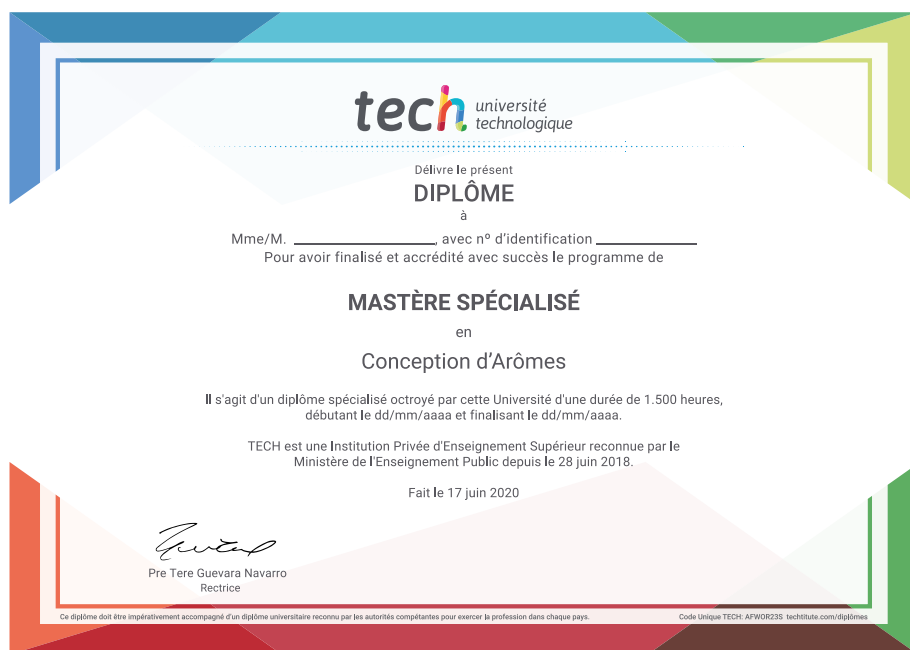 tech université
technologique
Délivre le présent
DIPLÔME
à
Mme/M. ____________, avec nº d'identification ____________
Pour avoir finalisé et accrédité avec succès le programme de
MASTÈRE SPÉCIALISÉ
en
Conception d'Arômes
Il s'agit d'un diplôme spécialisé octroyé par cette Université d'une durée de 1.500 heures,
débutant le dd/mm/aaaa et finalisant le dd/mm/aaaa.
TECH est une Institution Privée d'Enseignement Supérieur reconnue par le
Ministère de l'Enseignement Public depuis le 28 juin 2018.
Fait le 17 juin 2020
Pre Tere Guevara Navarro
Rectrice
Ce diplôme doit être impérativement accompagné d'un diplôme universitaire reconnu par les autorités compétentes pour exercer la profession dans chaque pays. Code Unique TECH: AFWOR23S techtitute.com/diplômes